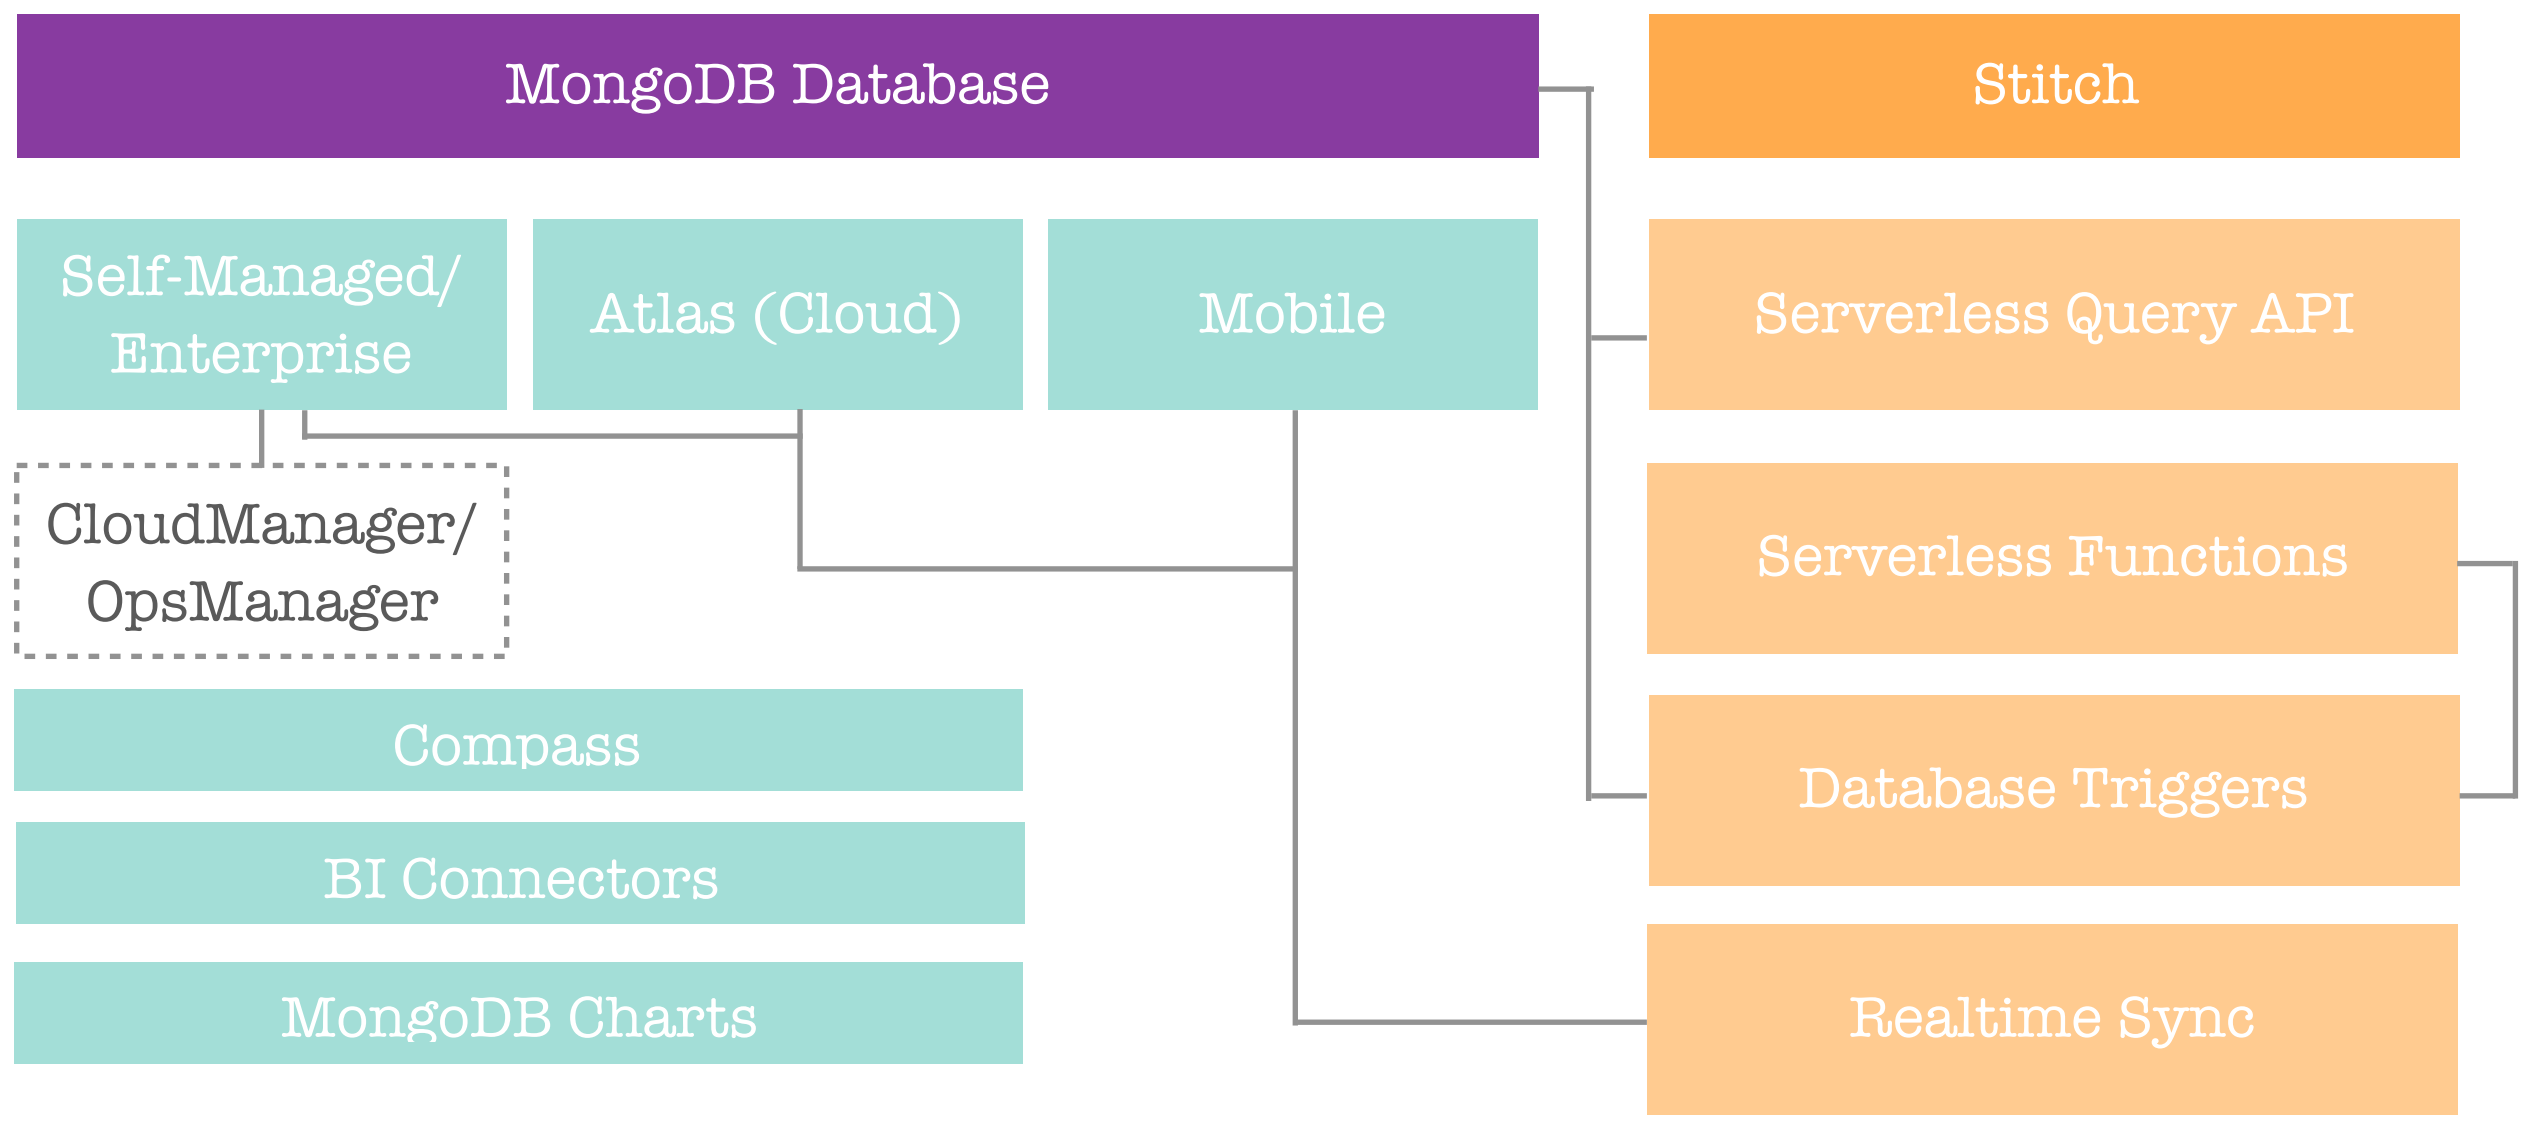 MongoDB Database
Stitch
Self-Managed/
Enterprise
Atlas (Cloud)
Mobile
Serverless Query API
CloudManager/
OpsManager
Serverless Functions
Compass
Database Triggers
BI Connectors
MongoDB Charts
Realtime Sync